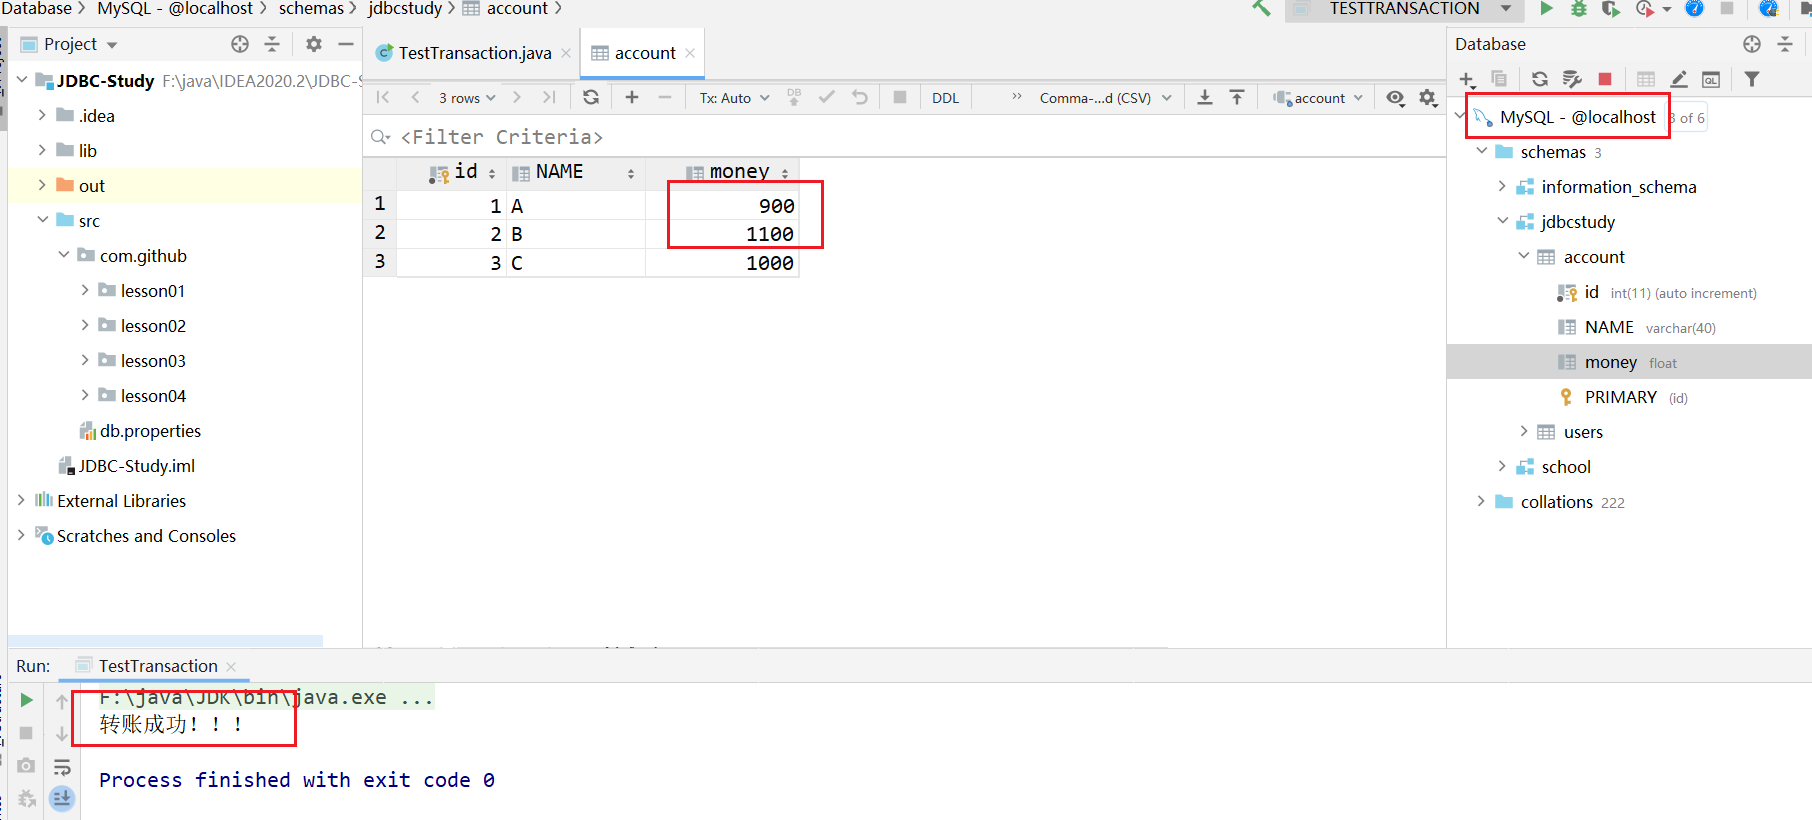 Database > MySQL - @localhost > schemas > jdbcstudy > account >
TESTTRANSACTION
Project
TestTransaction.java
account
Database
JDBC-Study F:\java\IDEA2020.2\JDBC-S
.idea
lib
out
src
com.github
lesson01
lesson02
lesson03
lesson04
db.properties
JDBC-Study.iml
External Libraries
Scratches and Consoles
3 rows
Tx: Auto
DB
DDL
Comma-...d (CSV)
account
<Filter Criteria>
id NAME money
1 1 A 900
2 2 B 1100
3 3 C 1000
QL
MySQL - @localhost 3 of 6
schemas 3
information_schema
jdbcstudy
account
id int(11) (auto increment)
NAME varchar(40)
money float
PRIMARY (id)
users
school
collations 222
Run: TestTransaction
F:\java\JDK\bin\java.exe ...
转账成功！！！
Process finished with exit code 0